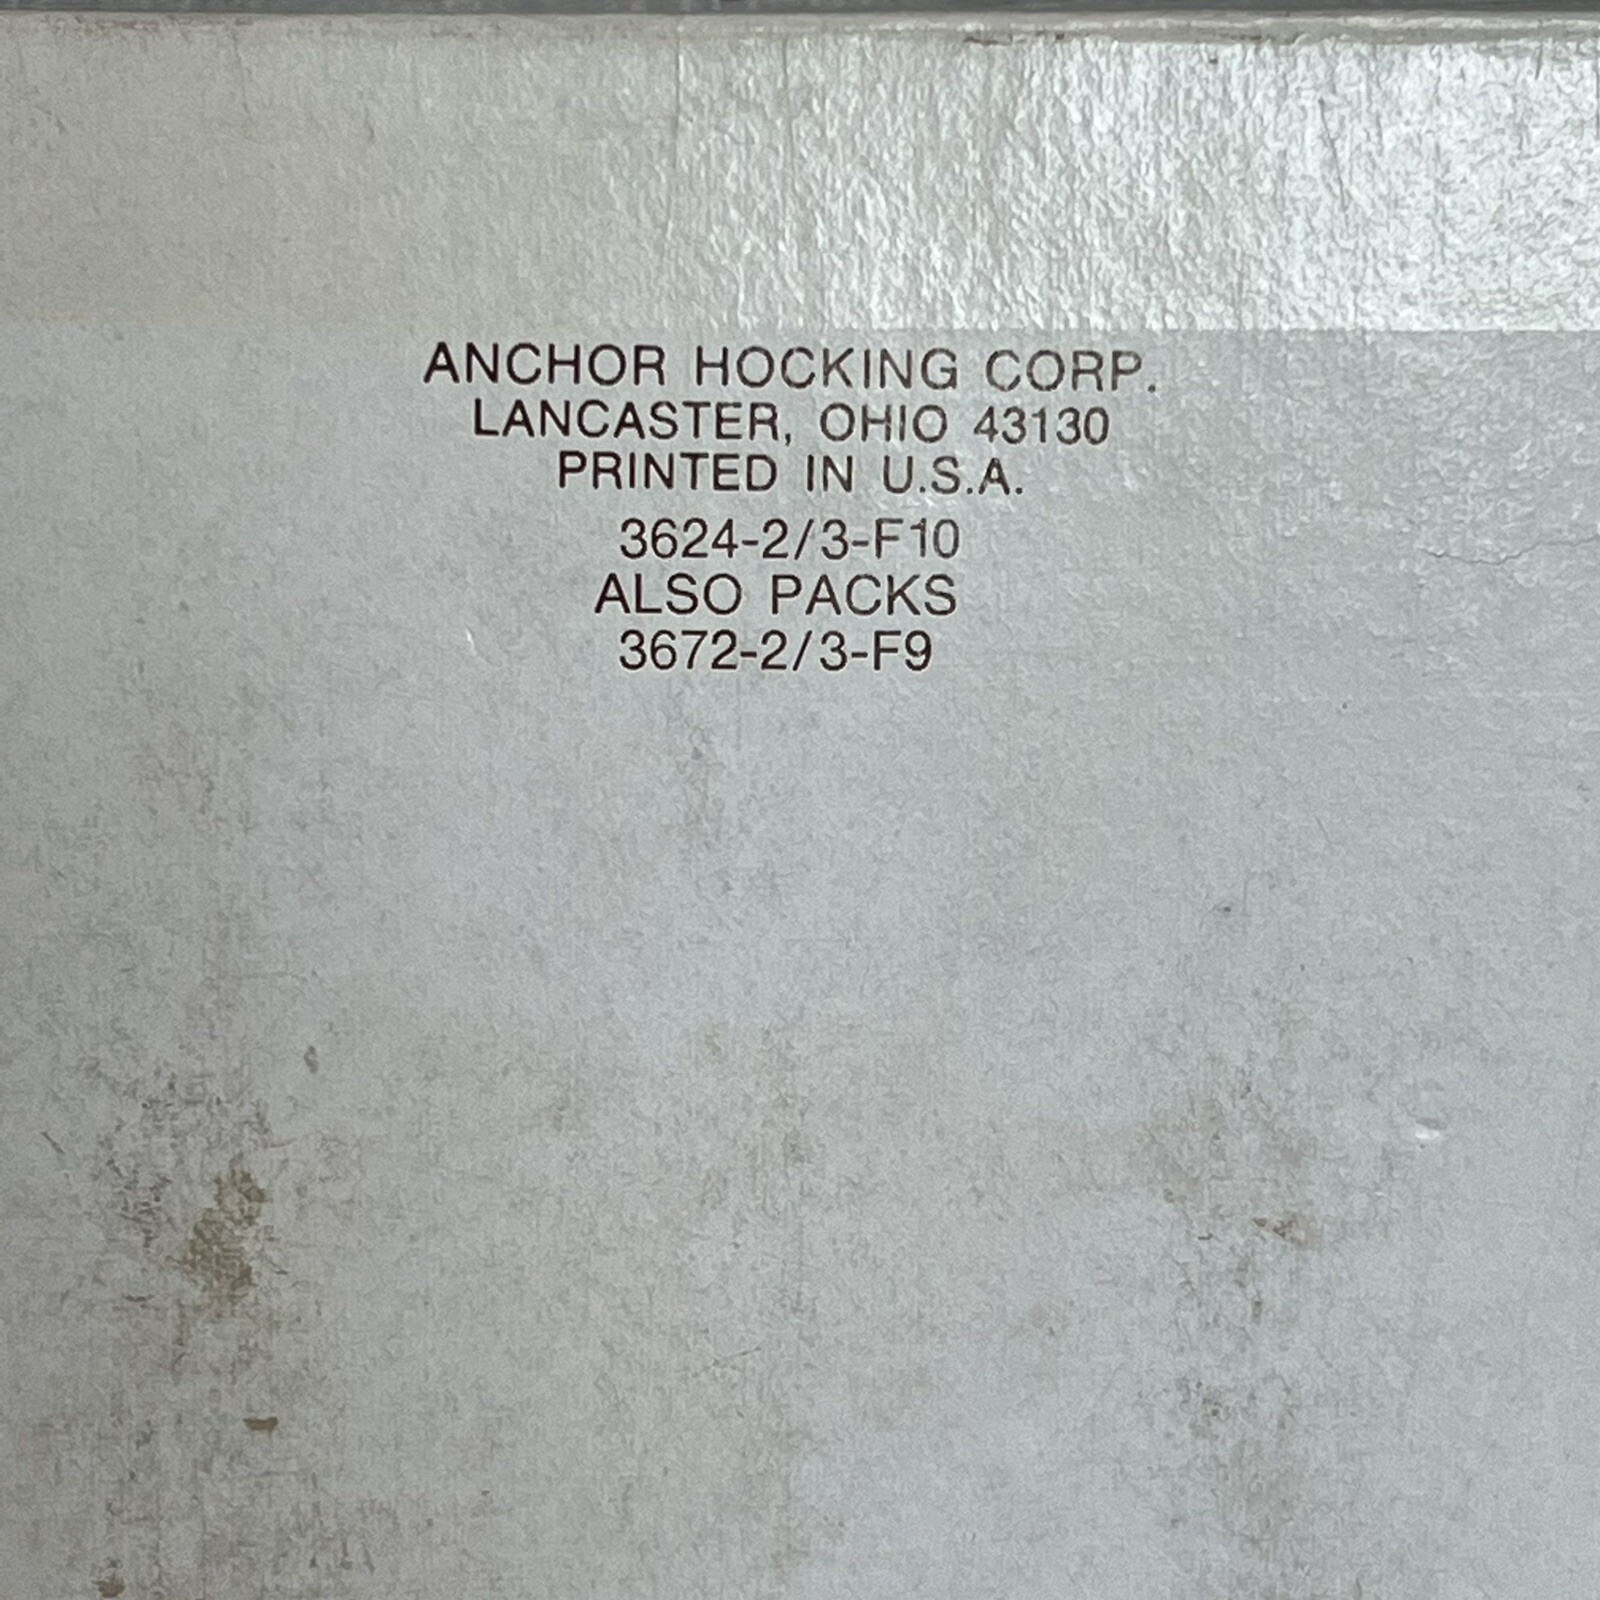 ANCHOR HOCKING CORP.
LANCASTER, OHIO 43130
PRINTED IN U.S.A.
3624-2/3-F10
ALSO PACKS
3672-2/3-F9